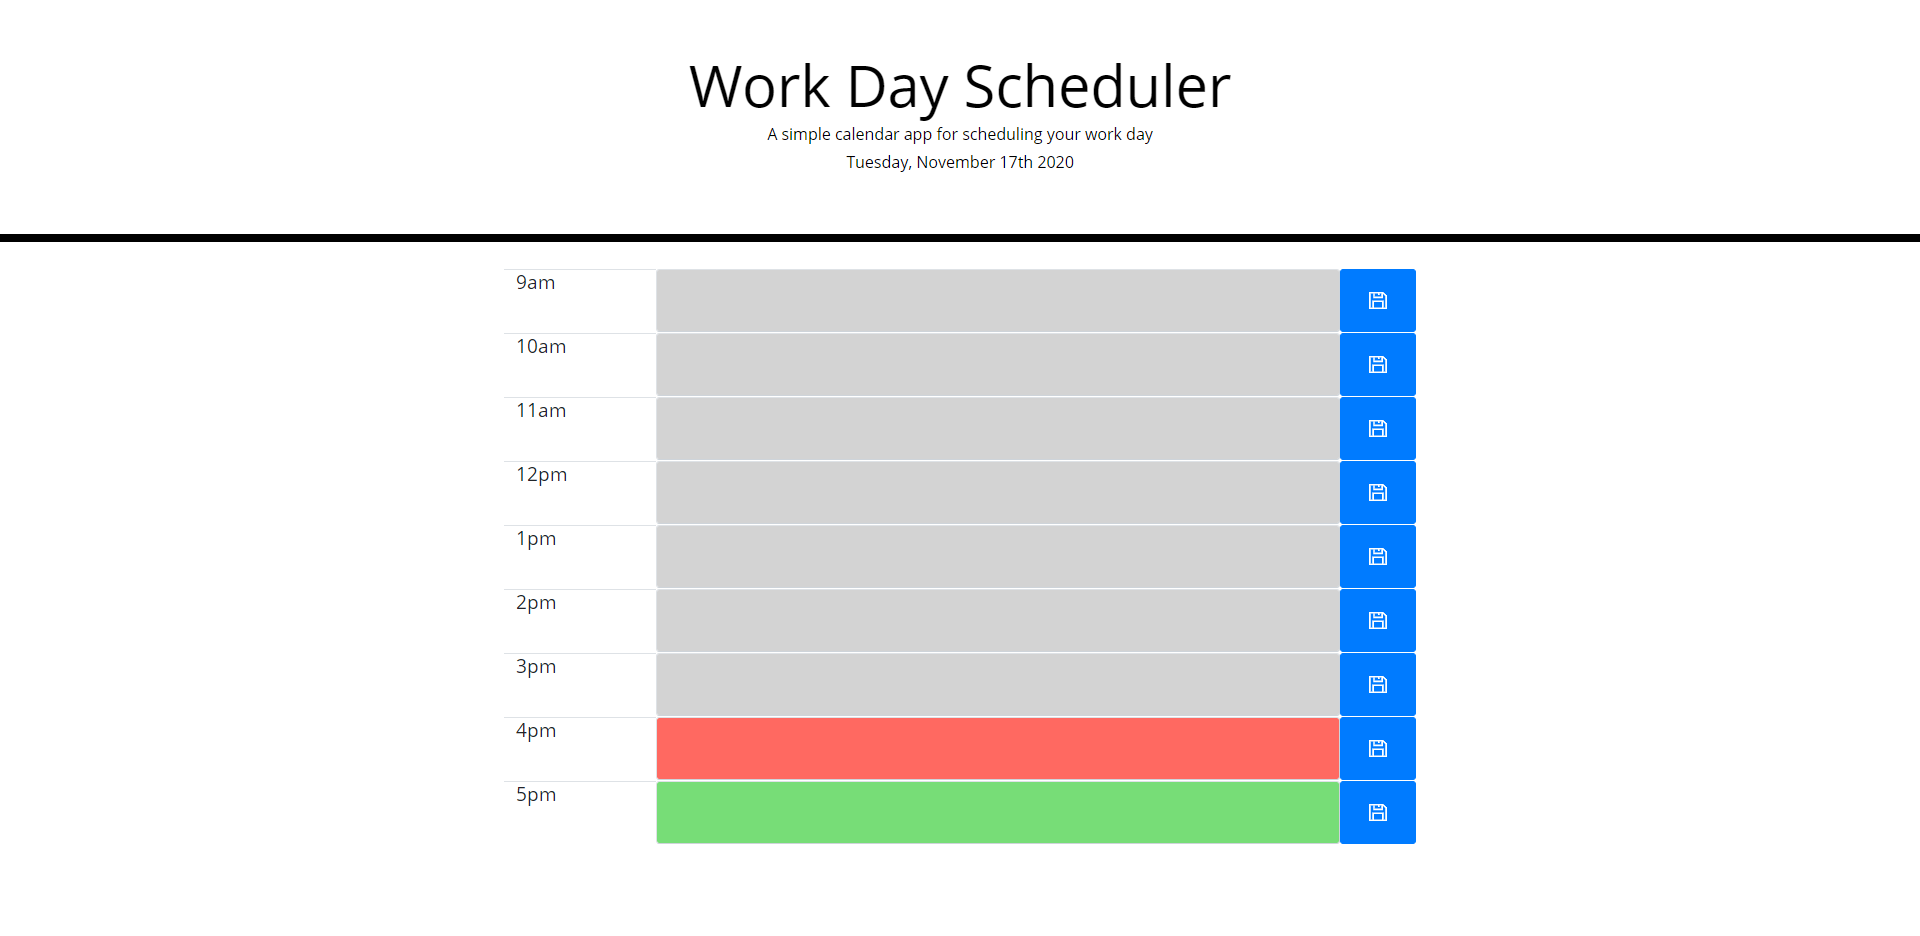 Work Day Scheduler
A simple calendar app for scheduling your work day
Tuesday, November 17th 2020
9am
10am
11am
12pm
1pm
2pm
3pm
4pm
5pm